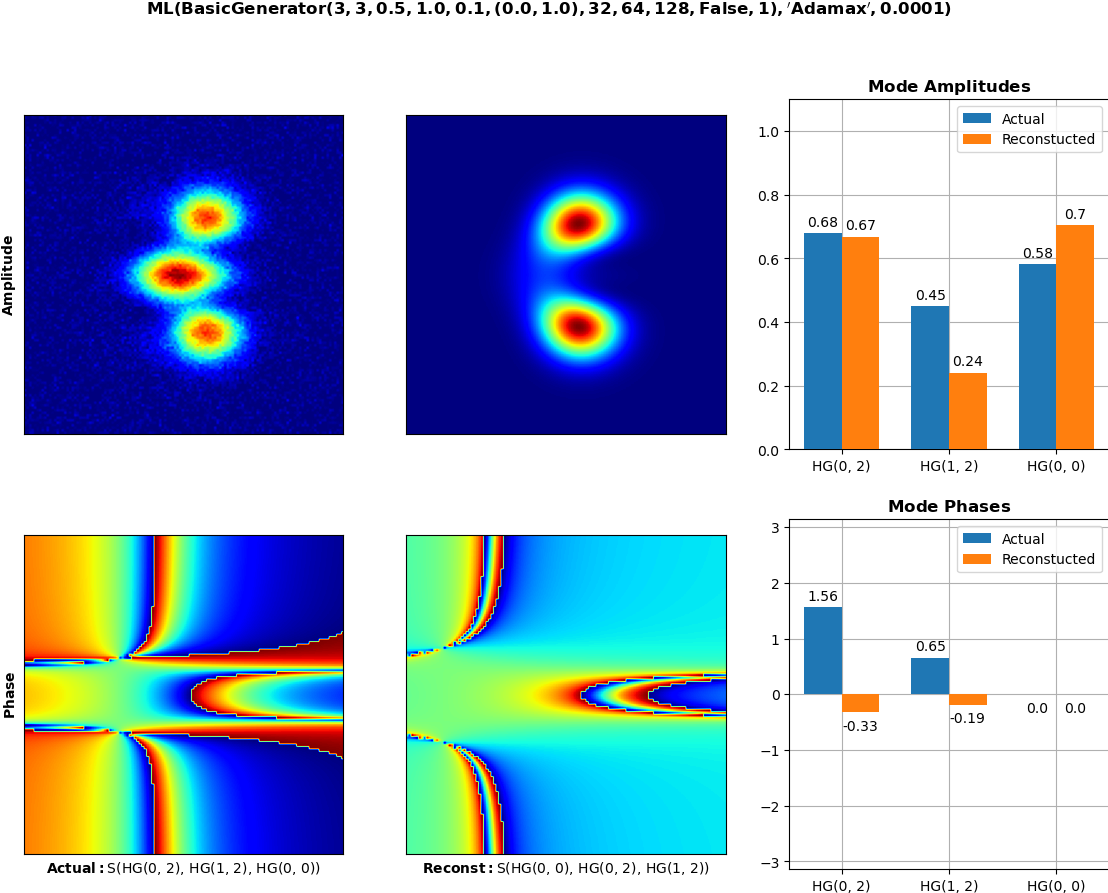 ML(BasicGenerator(3, 3, 0.5, 1.0, 0.1, (0.0, 1.0), 32, 64, 128, False, 1), ′Adamax′, 0.0001)
Amplitude
Mode Amplitudes
Actual
Reconstucted
1.0
0.8
0.6
0.4
0.2
0.0
0.68
0.67
0.45
0.24
0.58
0.7
HG(0, 2)
HG(1, 2)
HG(0, 0)
Phase
Actual: S(HG(0, 2), HG(1, 2), HG(0, 0))
Reconst: S(HG(0, 0), HG(0, 2), HG(1, 2))
Mode Phases
Actual
Reconstucted
3
2
1
0
−1
−2
−3
1.56
-0.33
0.65
-0.19
0.0
0.0
HG(0, 2)
HG(1, 2)
HG(0, 0)